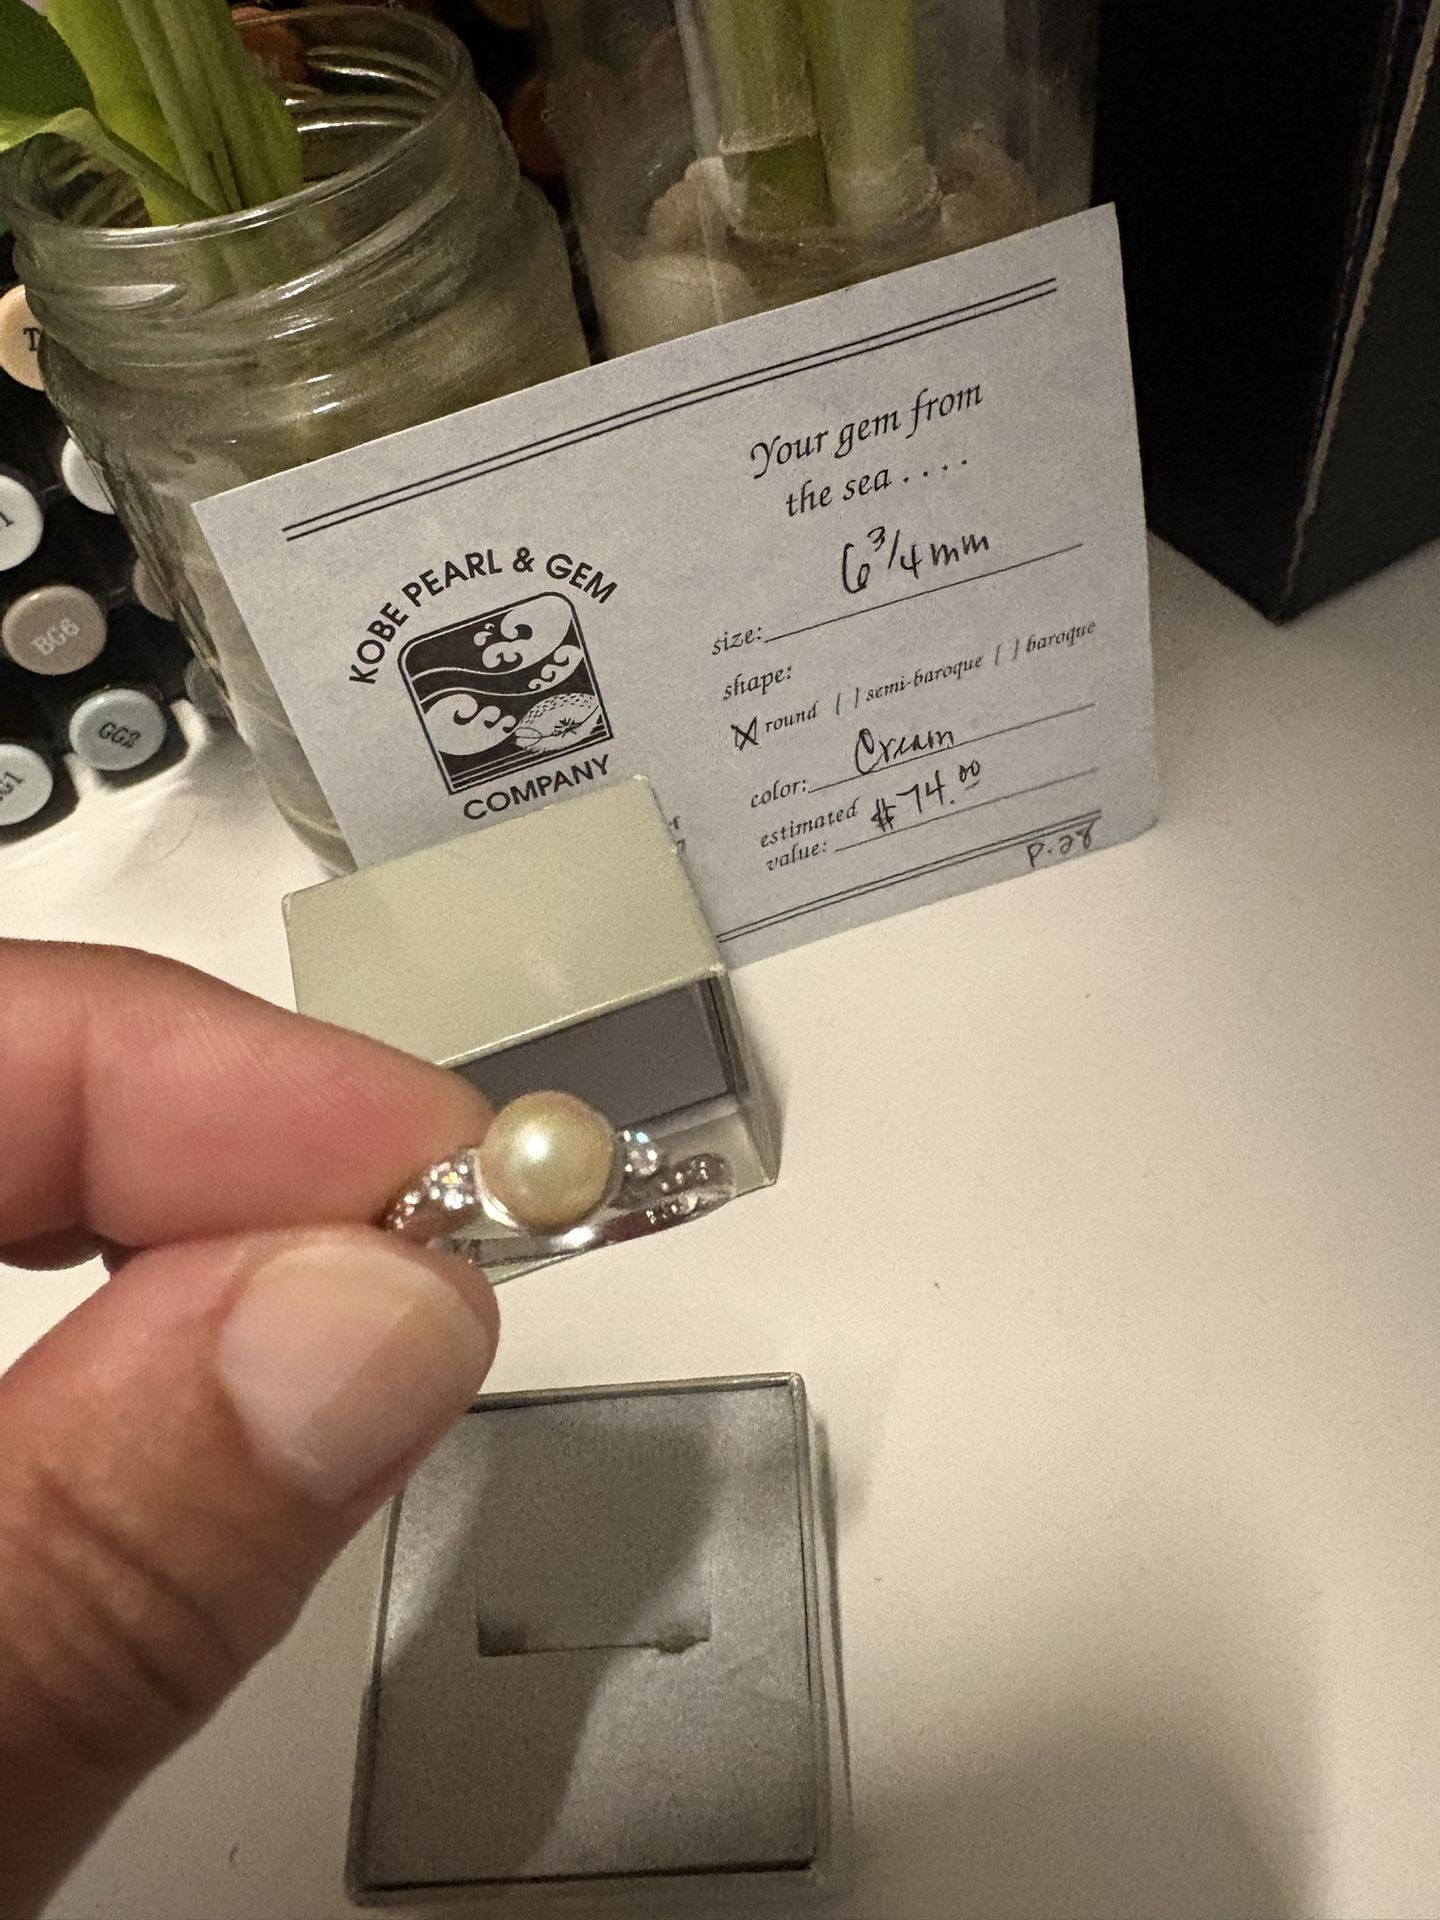 Your gem from
the sea . . . .
KOBE PEARL & GEM
COMPANY
size: 6 3/4 mm
shape:
[X] round [ ] semi-baroque [ ] baroque
color: Cream
estimated
value: $74.00
p.28
BG6
GG3